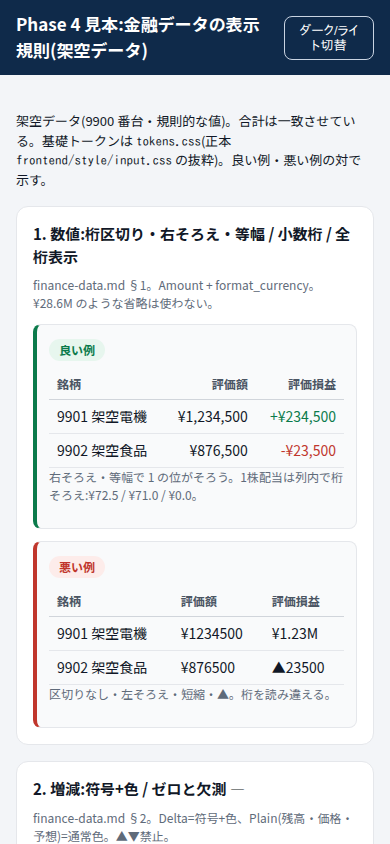 Phase 4 見本:金融データの表示
規則(架空データ)
ダーク/ライ
ト切替
架空データ(9900 番台・規則的な値)。合計は一致させてい
る。基礎トークンは tokens.css(正本
frontend/style/input.css の抜粋)。良い例・悪い例の対で
示す。
1. 数値:桁区切り・右そろえ・等幅 / 小数桁 / 全
桁表示
finance-data.md §1。Amount + format_currency。
¥28.6M のような省略は使わない。
良い例
銘柄 評価額 評価損益
9901 架空電機 ¥1,234,500 +¥234,500
9902 架空食品 ¥876,500 -¥23,500
右そろえ・等幅で 1 の位がそろう。1株配当は列内で桁
そろえ:¥72.5 / ¥71.0 / ¥0.0。
悪い例
銘柄 評価額 評価損益
9901 架空電機 ¥1234500 ¥1.23M
9902 架空食品 ¥876500 ▲23500
区切りなし・左そろえ・短縮・▲。桁を読み違える。
2. 増減:符号+色 / ゼロと欠測 —
finance-data.md §2。Delta=符号+色、Plain(残高・価格・
予想)=通常色。▲▼禁止。